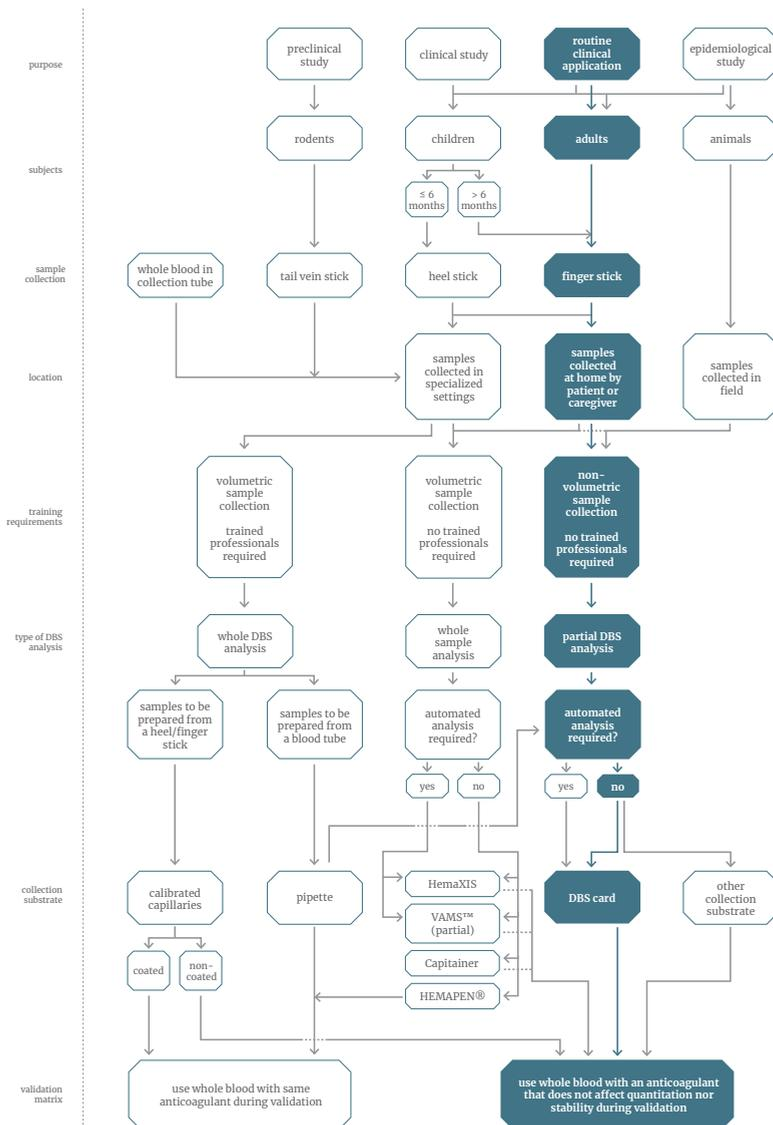 purpose
preclinical
study
clinical study
routine
clinical
application
epidemiological
study
subjects
rodents
children
adults
animals
≤ 6
months
> 6
months
sample
collection
whole blood in
collection tube
tail vein stick
heel stick
finger stick
location
samples
collected in
specialized
settings
samples
collected
at home by
patient or
caregiver
samples
collected in
field
training
requirements
volumetric
sample
collection
trained
professionals
required
volumetric
sample
collection
no trained
professionals
required
non-
volumetric
sample
collection
no trained
professionals
required
type of DBS
analysis
whole DBS
analysis
whole
sample
analysis
partial DBS
analysis
samples to be
prepared from
a heel/finger
stick
samples to be
prepared from
a blood tube
automated
analysis
required?
automated
analysis
required?
yes
no
yes
no
collection
substrate
calibrated
capillaries
pipette
HemaXIS
VAMS™
(partial)
Capitainer
HEMAPEN®
DBS card
other
collection
substrate
coated
non-
coated
validation
matrix
use whole blood with same
anticoagulant during validation
use whole blood with an anticoagulant
that does not affect quantitation nor
stability during validation